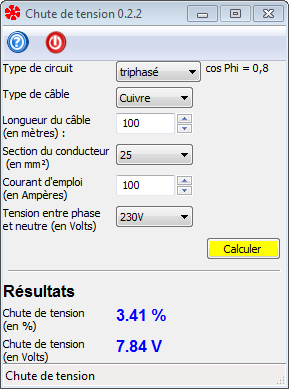 Chute de tension 0.2.2
Type de circuit triphasé cos Phi = 0,8
Type de câble Cuivre
Longueur du câble
(en mètres) : 100
Section du conducteur
(en mm²) 25
Courant d'emploi
(en Ampères) 100
Tension entre phase
et neutre (en Volts) 230V
Calculer
Résultats
Chute de tension
(en %) 3.41 %
Chute de tension
(en Volts) 7.84 V
Chute de tension